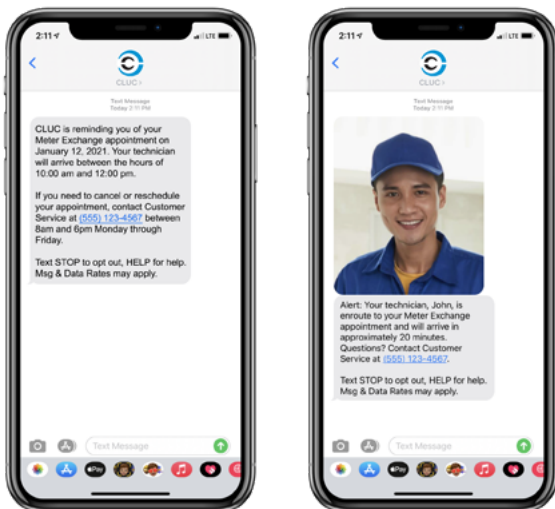 2:11
LTE
CLUC >
Text Message
Today 2:11 PM
CLUC is reminding you of your
Meter Exchange appointment on
January 12, 2021. Your technician
will arrive between the hours of
10:00 am and 12:00 pm.
If you need to cancel or reschedule
your appointment, contact Customer
Service at (555) 123-4567 between
8am and 6pm Monday through
Friday.
Text STOP to opt out, HELP for help.
Msg & Data Rates may apply.
Text Message
Pay
2:11
LTE
CLUC >
Text Message
Today 2:11 PM
Alert: Your technician, John, is
enroute to your Meter Exchange
appointment and will arrive in
approximately 20 minutes.
Questions? Contact Customer
Service at (555) 123-4567.
Text STOP to opt out, HELP for help.
Msg & Data Rates may apply.
Text Message
Pay